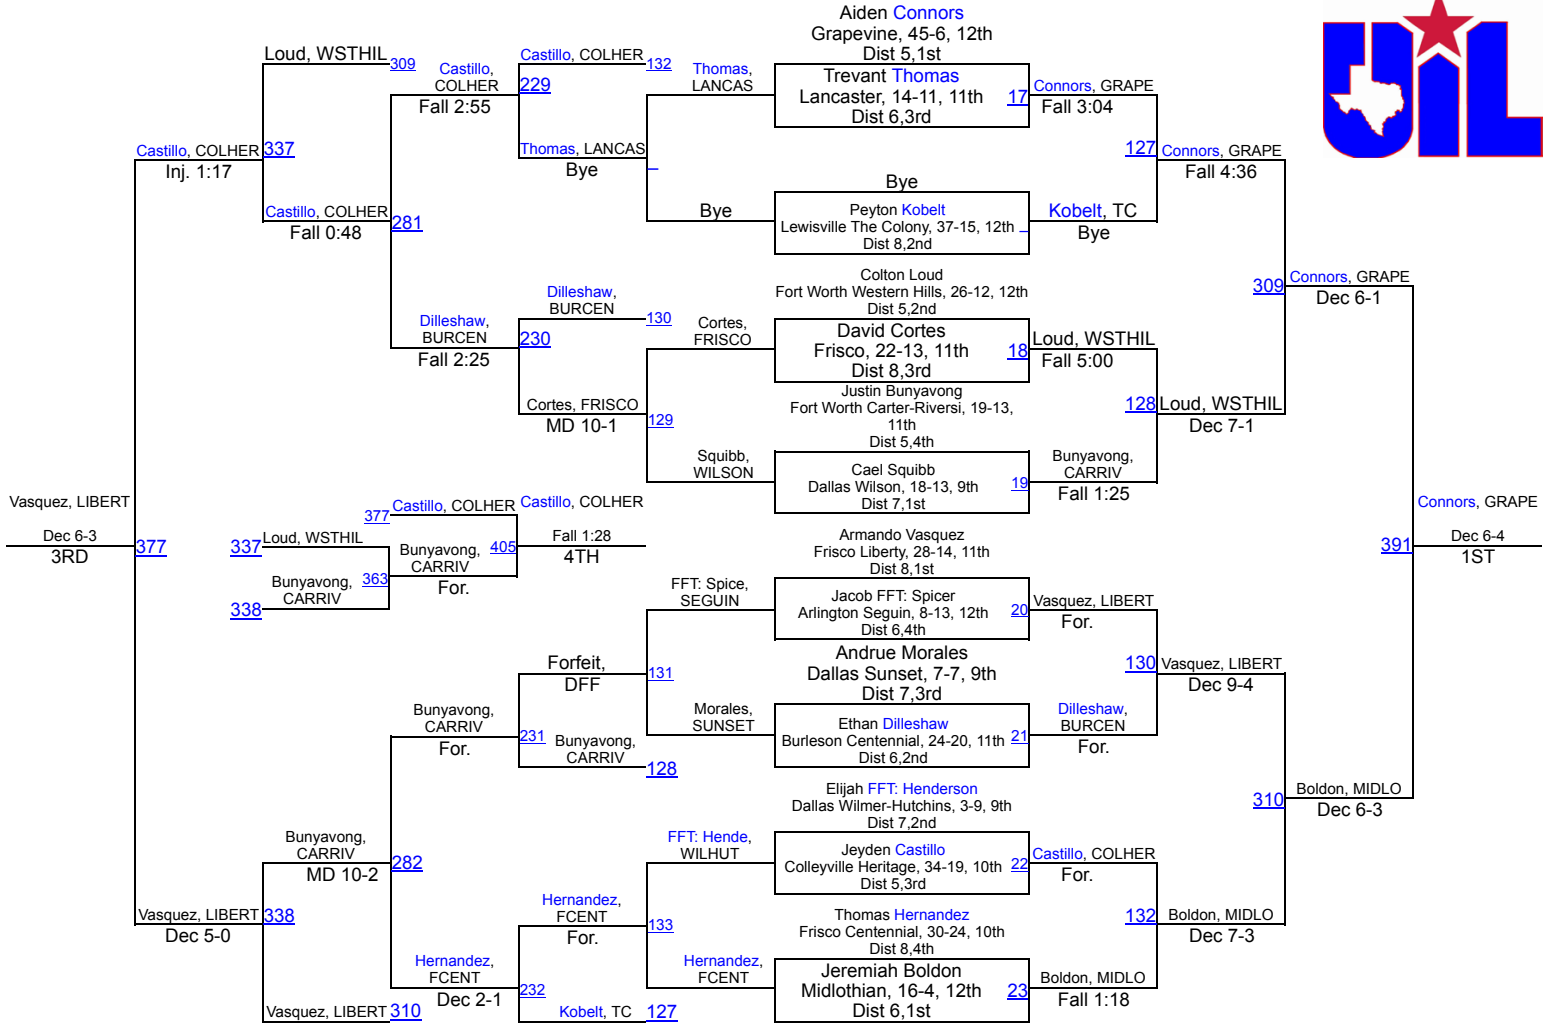 Aiden Connors
Grapevine, 45-6, 12th
Dist 5,1st
UIL
Loud, WSTHIL
309
Castillo,
COLHER
Fall 2:55
Castillo, COLHER
132
229
Thomas,
LANCAS
Trevant Thomas
Lancaster, 14-11, 11th
Dist 6,3rd
17
Connors, GRAPE
Fall 3:04
Castillo, COLHER
Inj. 1:17
337
Thomas, LANCAS
Bye
127
Connors, GRAPE
Fall 4:36
Bye
Castillo, COLHER
Fall 0:48
281
Bye
Peyton Kobelt
Lewisville The Colony, 37-15, 12th
Dist 8,2nd
Kobelt, TC
Bye
Colton Loud
Fort Worth Western Hills, 26-12, 12th
Dist 5,2nd
309
Connors, GRAPE
Dec 6-1
Dilleshaw,
BURCEN
130
Dilleshaw,
BURCEN
Fall 2:25
230
Cortes,
FRISCO
David Cortes
Frisco, 22-13, 11th
Dist 8,3rd
18
Loud, WSTHIL
Fall 5:00
Justin Bunyavong
Fort Worth Carter-Riversi, 19-13,
11th
Dist 5,4th
Cortes, FRISCO
MD 10-1
129
128
Loud, WSTHIL
Dec 7-1
Squibb,
WILSON
Cael Squibb
Dallas Wilson, 18-13, 9th
Dist 7,1st
19
Bunyavong,
CARRIV
Fall 1:25
Vasquez, LIBERT
Dec 6-3
3RD
377
377
Castillo, COLHER
Castillo, COLHER
Fall 1:28
4TH
405
337
Loud, WSTHIL
Bunyavong,
CARRIV
For.
363
Bunyavong,
CARRIV
338
Connors, GRAPE
Dec 6-4
1ST
391
Armando Vasquez
Frisco Liberty, 28-14, 11th
Dist 8,1st
FFT: Spice,
SEGUIN
Jacob FFT: Spicer
Arlington Seguin, 8-13, 12th
Dist 6,4th
20
Vasquez, LIBERT
For.
Andrue Morales
Dallas Sunset, 7-7, 9th
Dist 7,3rd
Forfeit,
DFF
131
130
Vasquez, LIBERT
Dec 9-4
Bunyavong,
CARRIV
For.
231
Morales,
SUNSET
Ethan Dilleshaw
Burleson Centennial, 24-20, 11th
Dist 6,2nd
21
Dilleshaw,
BURCEN
For.
Bunyavong,
CARRIV
128
Elijah FFT: Henderson
Dallas Wilmer-Hutchins, 3-9, 9th
Dist 7,2nd
310
Boldon, MIDLO
Dec 6-3
Bunyavong,
CARRIV
MD 10-2
282
FFT: Hende,
WILHUT
Jeyden Castillo
Colleyville Heritage, 34-19, 10th
Dist 5,3rd
22
Castillo, COLHER
For.
Thomas Hernandez
Frisco Centennial, 30-24, 10th
Dist 8,4th
Vasquez, LIBERT
Dec 5-0
338
Hernandez,
FCENT
For.
133
132
Boldon, MIDLO
Dec 7-3
Hernandez,
FCENT
Dec 2-1
232
Hernandez,
FCENT
Jeremiah Boldon
Midlothian, 16-4, 12th
Dist 6,1st
23
Boldon, MIDLO
Fall 1:18
Vasquez, LIBERT
310
Kobelt, TC
127